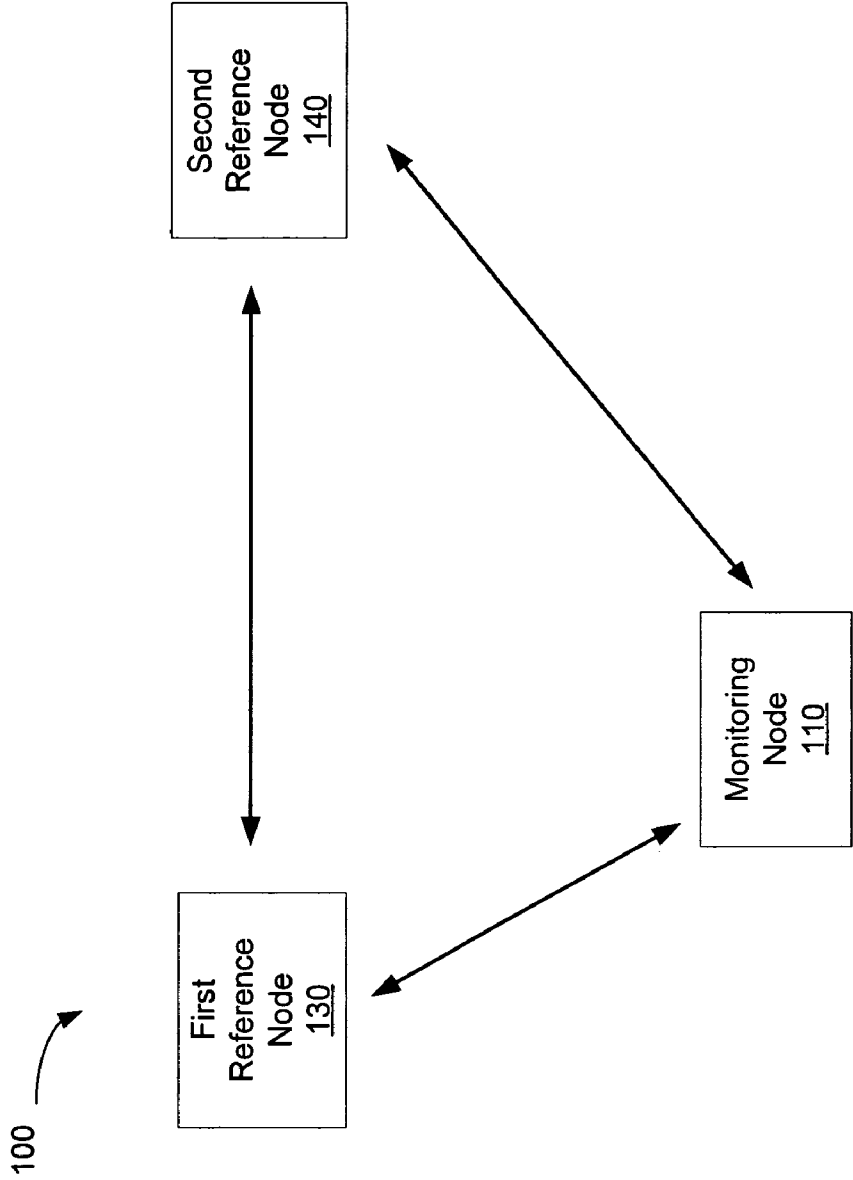 100
First
Reference
Node
130
Second
Reference
Node
140
Monitoring
Node
110